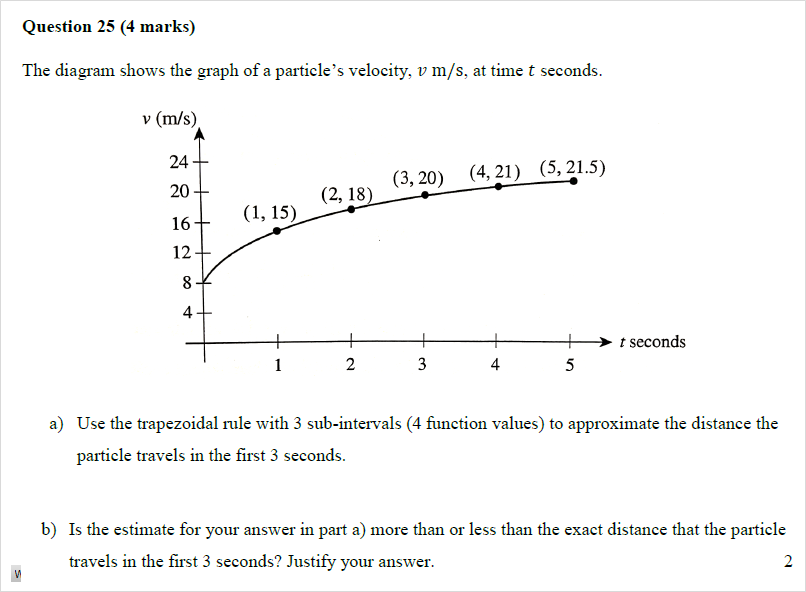 Question 25 (4 marks)
The diagram shows the graph of a particle's velocity, v m/s, at time t seconds.
v (m/s)
24
20
16
12
8
4
(1, 15)
(2, 18)
(3, 20)
(4, 21)
(5, 21.5)
t seconds
1 2 3 4 5
a) Use the trapezoidal rule with 3 sub-intervals (4 function values) to approximate the distance the
particle travels in the first 3 seconds.
b) Is the estimate for your answer in part a) more than or less than the exact distance that the particle
travels in the first 3 seconds? Justify your answer.
2